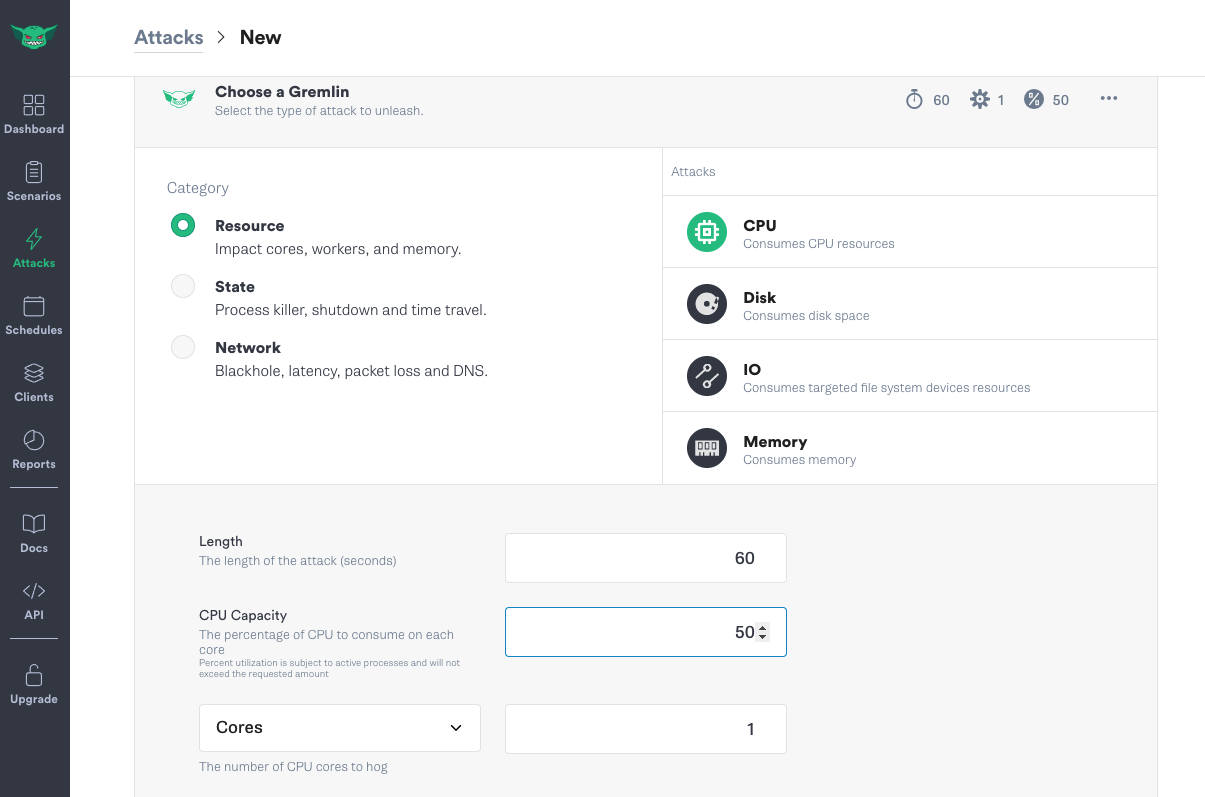 Attacks > New
Choose a Gremlin
Select the type of attack to unleash.
60 1 50 ···
Dashboard
Scenarios
Attacks
Schedules
Clients
Reports
Docs
API
Upgrade
Category
Resource
Impact cores, workers, and memory.
State
Process killer, shutdown and time travel.
Network
Blackhole, latency, packet loss and DNS.
Attacks
CPU
Consumes CPU resources
Disk
Consumes disk space
IO
Consumes targeted file system devices resources
Memory
Consumes memory
Length
The length of the attack (seconds)
60
CPU Capacity
The percentage of CPU to consume on each
core
Percent utilization is subject to active processes and will not
exceed the requested amount
50
Cores
1
The number of CPU cores to hog